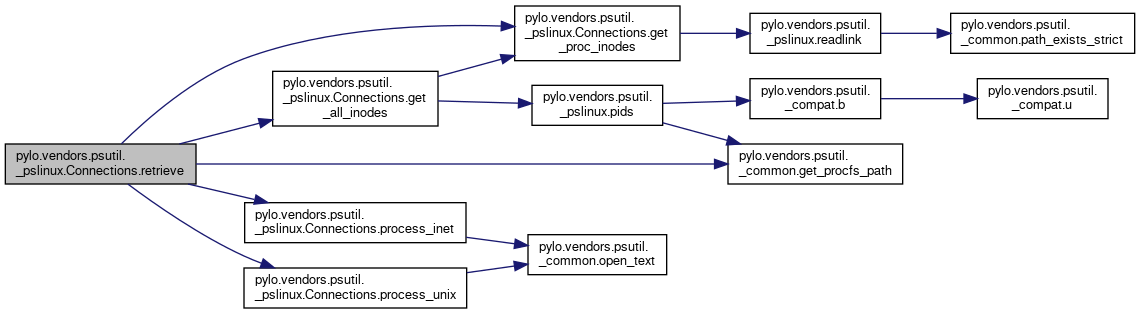 pylo.vendors.psutil.
_pslinux.Connections.retrieve
pylo.vendors.psutil.
_pslinux.Connections.get
_all_inodes
pylo.vendors.psutil.
_pslinux.Connections.process_inet
pylo.vendors.psutil.
_pslinux.Connections.process_unix
pylo.vendors.psutil.
_pslinux.Connections.get
_proc_inodes
pylo.vendors.psutil.
_pslinux.pids
pylo.vendors.psutil.
_common.open_text
pylo.vendors.psutil.
_pslinux.readlink
pylo.vendors.psutil.
_compat.b
pylo.vendors.psutil.
_common.get_procfs_path
pylo.vendors.psutil.
_common.path_exists_strict
pylo.vendors.psutil.
_compat.u